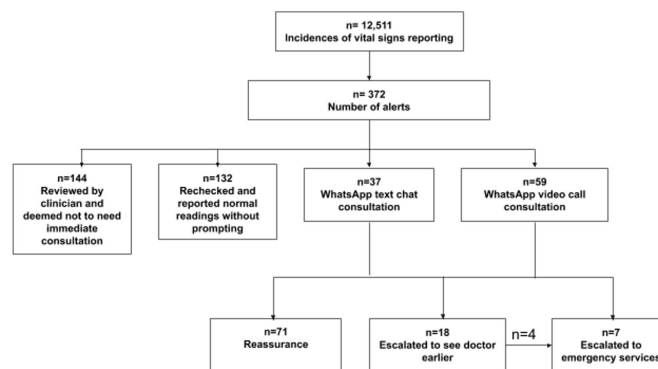 n= 12,511
Incidences of vital signs reporting
n= 372
Number of alerts
n=144
Reviewed by
clinician and
deemed not to need
immediate
consultation
n=132
Rechecked and
reported normal
readings without
prompting
n=37
WhatsApp text chat
consultation
n=59
WhatsApp video call
consultation
n=71
Reassurance
n=18
Escalated to see doctor
earlier
n=4
n=7
Escalated to
emergency services